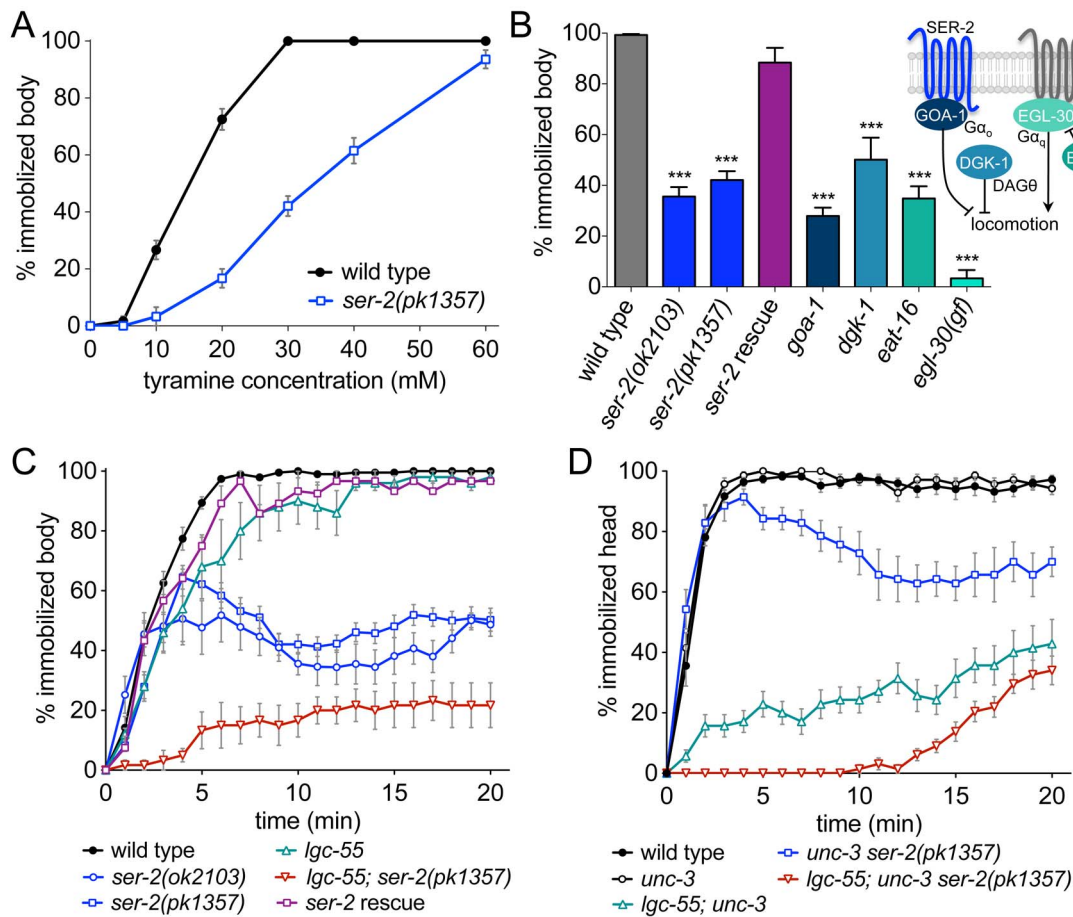 A
% immoblized body
100
80
60
40
20
0
0
10
20
30
40
50
60
tyramine concentration (mM)
wild type
ser-2(pk1357)
B
% immobilized body
100
80
60
40
20
0
***
***
***
***
***
***
wild type
ser-2(ok2103)
ser-2(pk1357)
ser-2 rescue
goa-1
dgk-1
eat-16
egl-30(gf)
SER-2
GOA-1
Gαo
EGL-30
Gαq
E
DGK-1
DAGθ
locomotion
C
% immobilized body
100
80
60
40
20
0
0
5
10
15
20
time (min)
wild type
ser-2(ok2103)
ser-2(pk1357)
lgc-55
lgc-55; ser-2(pk1357)
ser-2 rescue
D
% immobilized head
100
80
60
40
20
0
0
5
10
15
20
time (min)
wild type
unc-3
lgc-55; unc-3
unc-3 ser-2(pk1357)
lgc-55; unc-3 ser-2(pk1357)